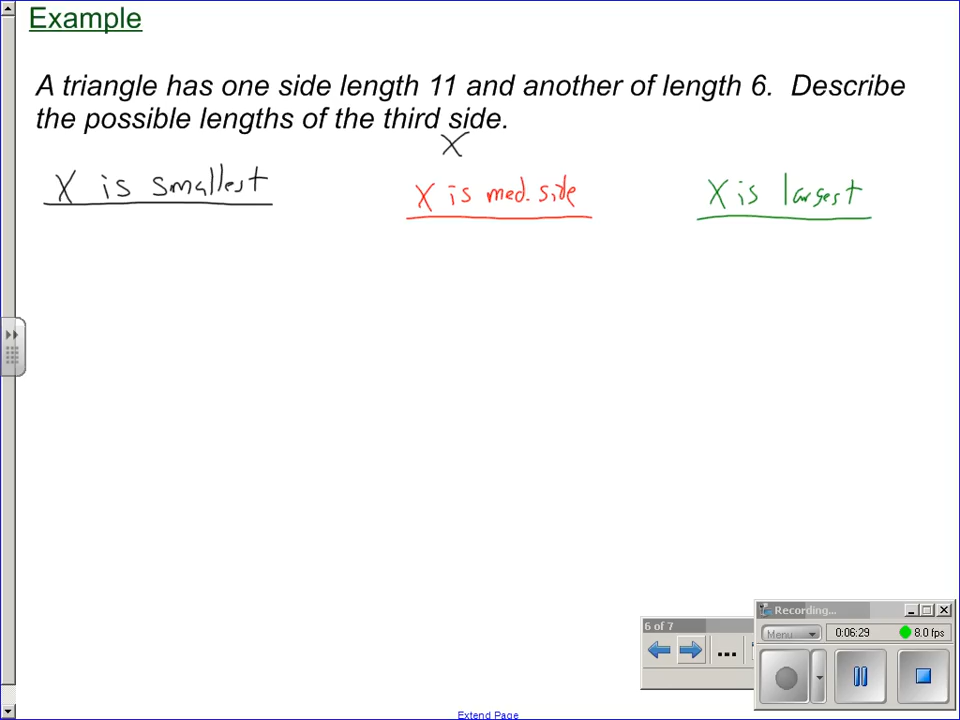 Example
A triangle has one side length 11 and another of length 6. Describe
the possible lengths of the third side.
X
X is smallest
X is med. side
X is largest
6 of 7
...
Recording...
Menu
0:06:29
8.0 fps
Extend Page